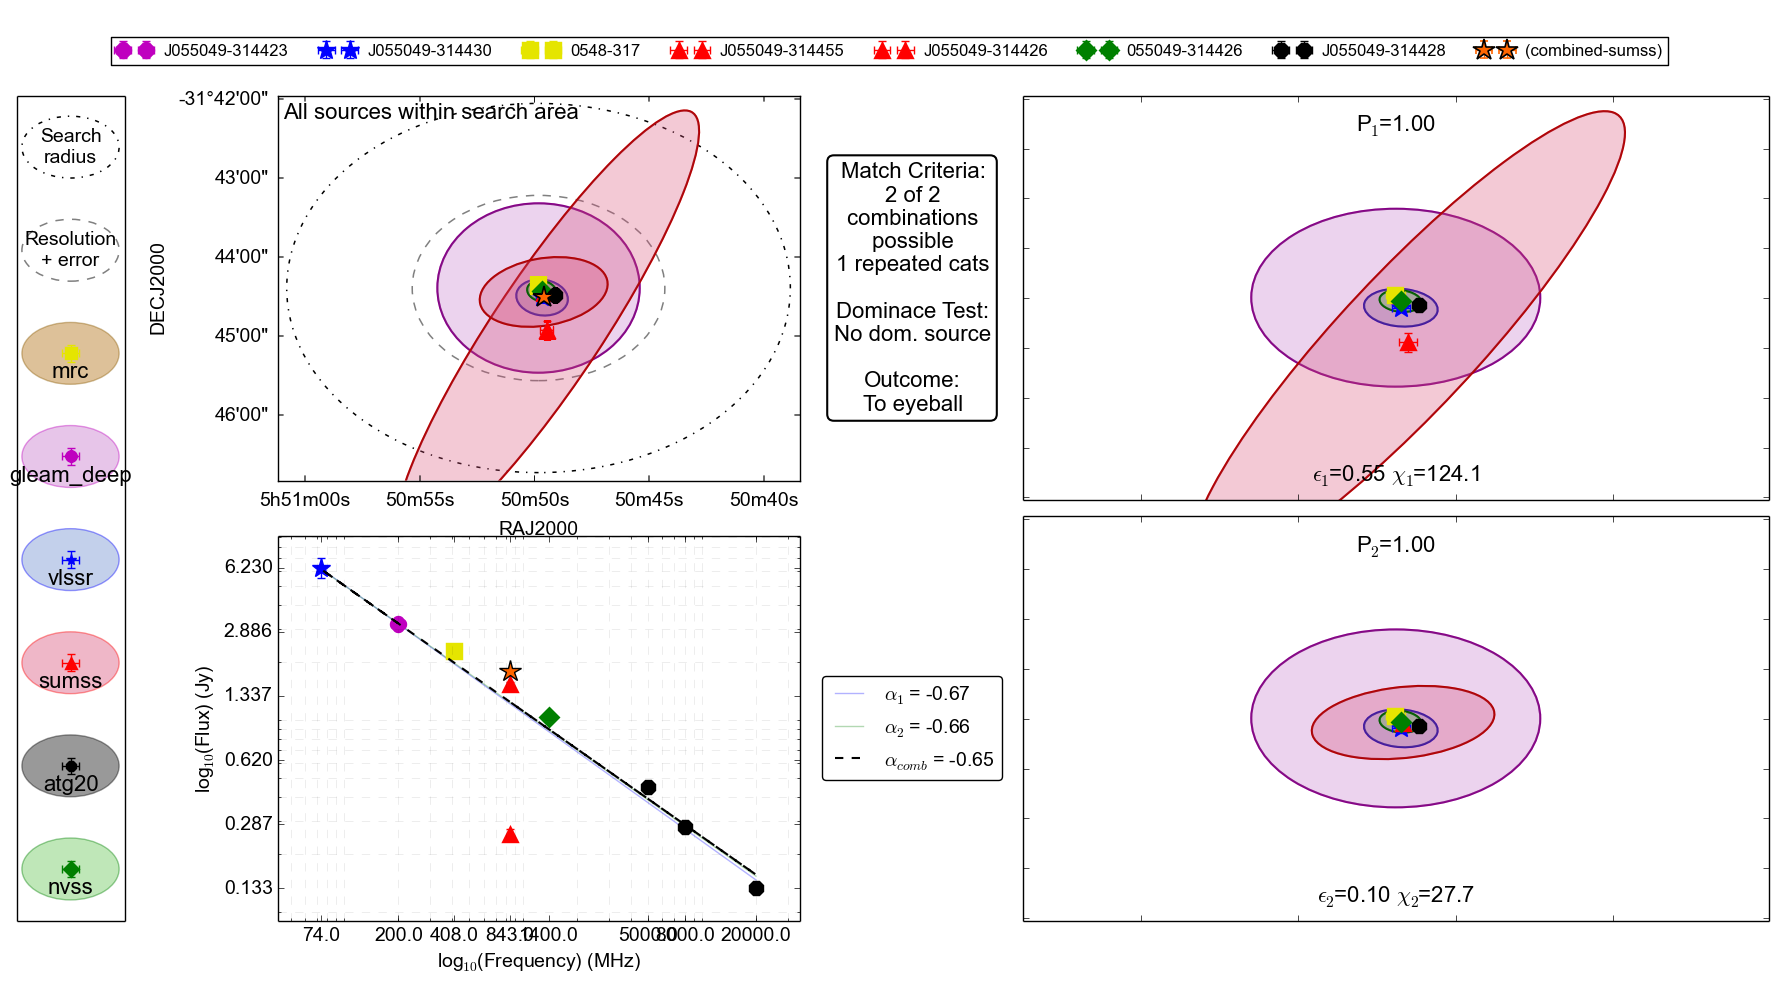 J055049-314423
J055049-314430
0548-317
J055049-314455
J055049-314426
055049-314426
J055049-314428
(combined-sumss)
Search
radius
Resolution
+ error
mrc
gleam_deep
vlssr
sumss
atg20
nvss
All sources within search area
-31°42'00"
43'00"
44'00"
45'00"
46'00"
DECJ2000
5h51m00s
50m55s
50m50s
50m45s
50m40s
RAJ2000
Match Criteria:
2 of 2
combinations
possible
1 repeated cats
Dominace Test:
No dom. source
Outcome:
To eyeball
P1=1.00
ϵ1=0.55 χ1=124.1
P2=1.00
ϵ2=0.10 χ2=27.7
6.230
2.886
1.337
0.620
0.287
0.133
log10(Flux) (Jy)
74.0
200.0
408.0
843.0
1400.0
5000.0
8000.0
20000.0
log10(Frequency) (MHz)
α1 = -0.67
α2 = -0.66
αcomb = -0.65